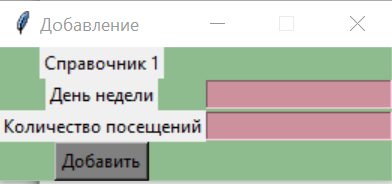 Добавление
Справочник 1
День недели
Количество посещений
Добавить